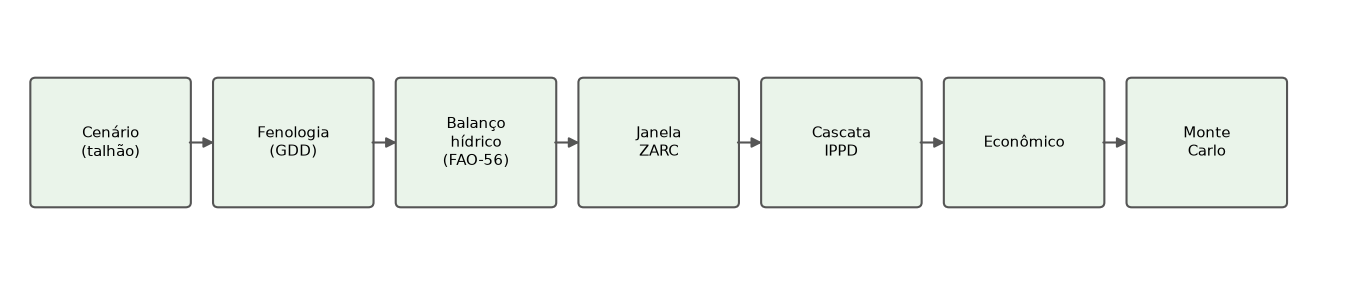 Cenário
(talhão)
Fenologia
(GDD)
Balanço
hídrico
(FAO-56)
Janela
ZARC
Cascata
IPPD
Econômico
Monte
Carlo